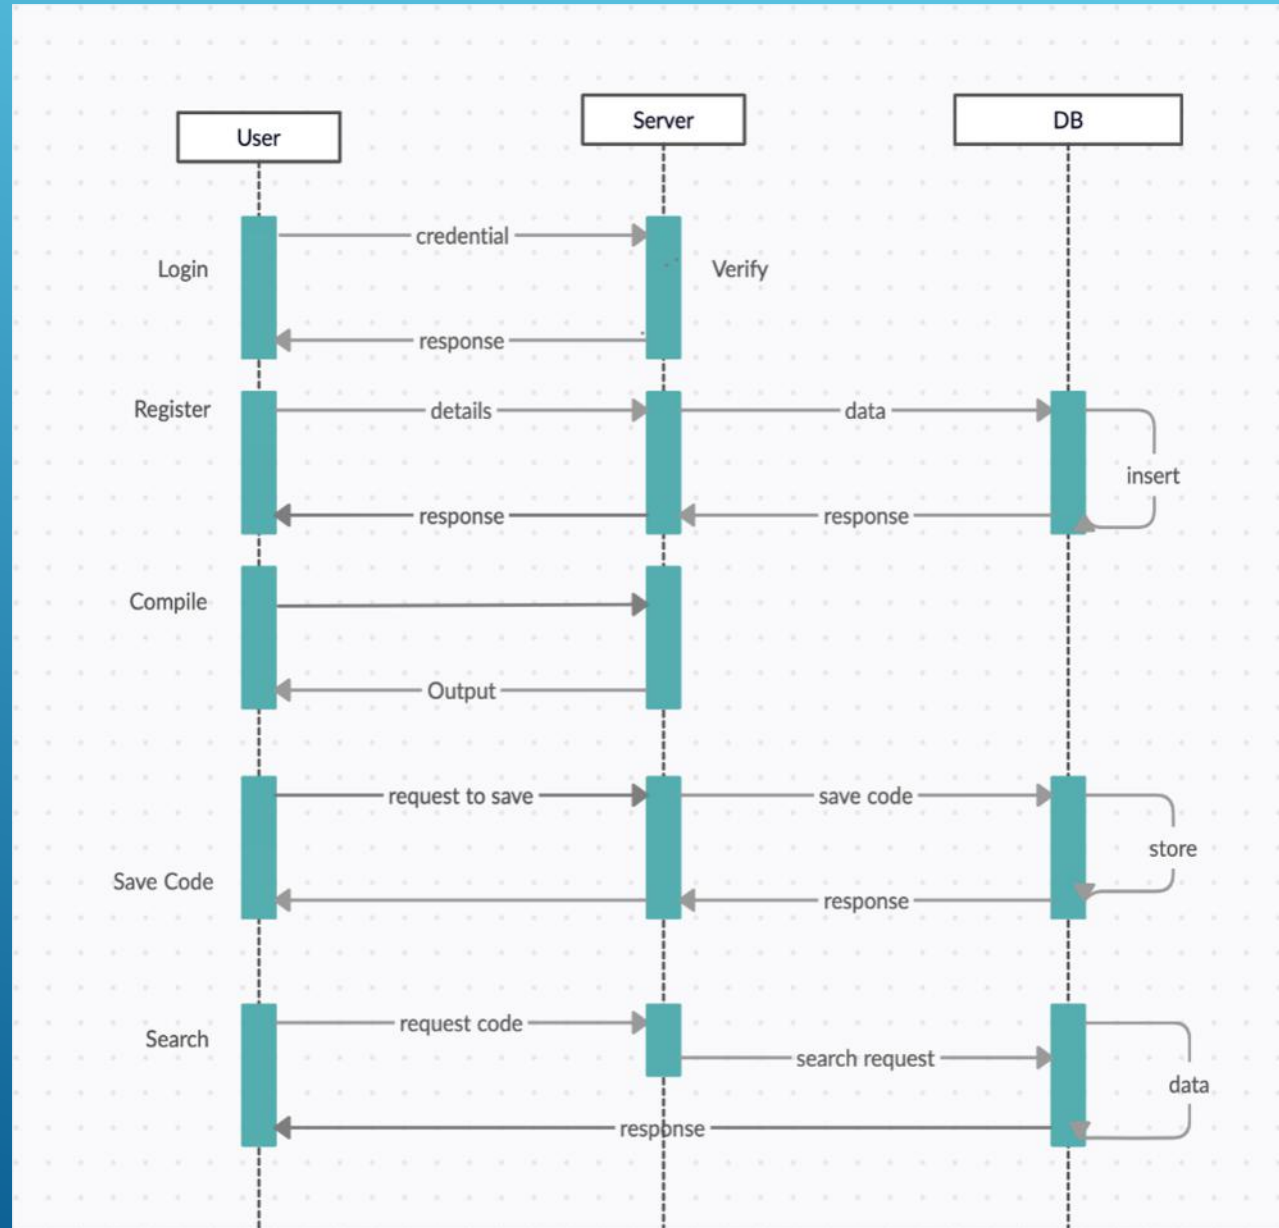 User
Server
DB
credential
Login
Verify
response
Register
details
data
insert
response
response
Compile
Output
request to save
save code
store
Save Code
response
request code
Search
search request
data
response